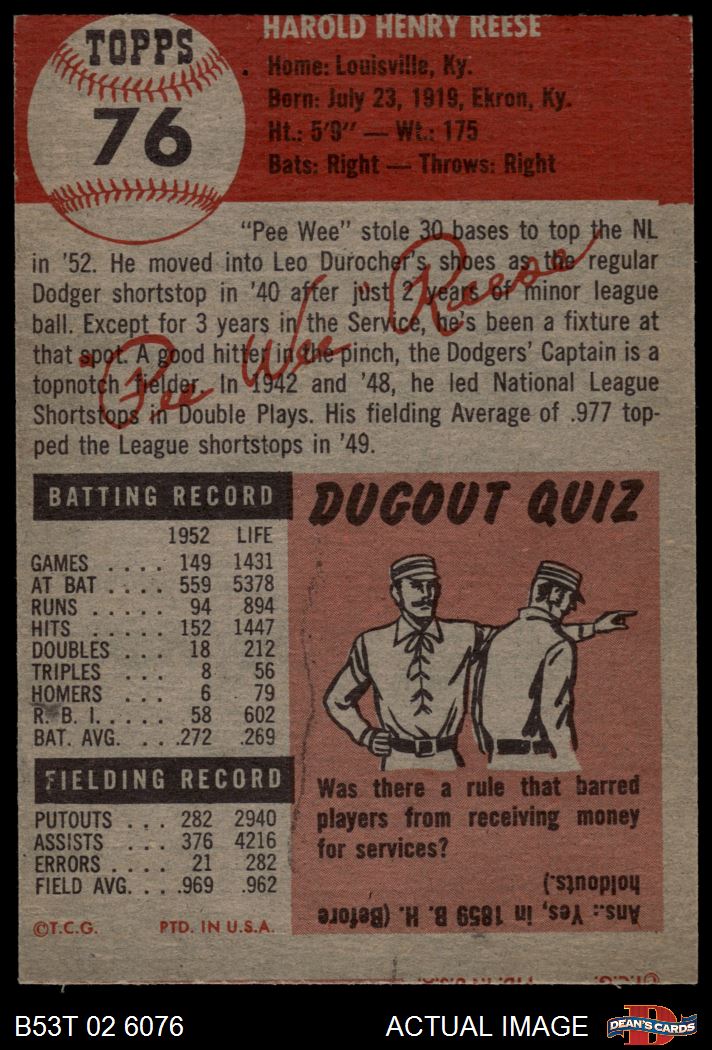 HAROLD HENRY REESE
TOPPS
76
Home: Louisville, Ky.
Born: July 23, 1919, Ekron, Ky.
Ht.: 5'9" — Wt.: 175
Bats: Right — Throws: Right
"Pee Wee" stole 30 bases to top the NL
in '52. He moved into Leo Durocher's shoes as the regular
Dodger shortstop in '40 after just 2 years of minor league
ball. Except for 3 years in the Service, he's been a fixture at
that spot. A good hitter in the pinch, the Dodgers' Captain is a
topnotch fielder. In 1942 and '48, he led National League
Shortstops in Double Plays. His fielding Average of .977 top-
ped the League shortstops in '49.
"Pee Wee" Reese
BATTING RECORD
1952 LIFE
GAMES .... 149 1431
AT BAT .... 559 5378
RUNS ..... 94 894
HITS ..... 152 1447
DOUBLES ... 18 212
TRIPLES ... 8 56
HOMERS ... 6 79
R. B. I. .... 58 602
BAT. AVG. ... .272 .269
FIELDING RECORD
PUTOUTS ... 282 2940
ASSISTS ... 376 4216
ERRORS ... 21 282
FIELD AVG. ... .969 .962
©T.C.G. PTD. IN U.S.A.
DUGOUT QUIZ
Was there a rule that barred
players from receiving money
for services?
Ans.: Yes, in 1859 B. H. (Before
holdouts.)
©T.C.G. PTD. IN U.S.A.
B53T 02 6076 ACTUAL IMAGE
DEAN'S CARDS